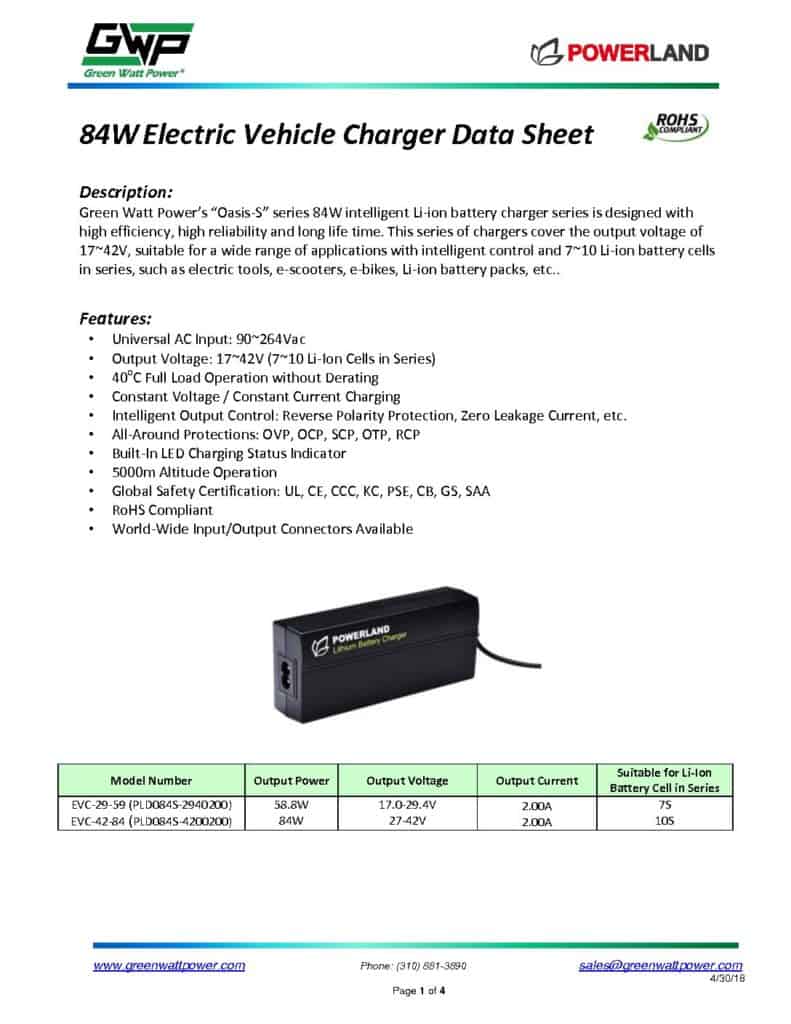 GWP
Green Watt Power®
POWERLAND
84W Electric Vehicle Charger Data Sheet
ROHS
COMPLIANT
Description:
Green Watt Power's “Oasis-S” series 84W intelligent Li-ion battery charger series is designed with
high efficiency, high reliability and long life time. This series of chargers cover the output voltage of
17~42V, suitable for a wide range of applications with intelligent control and 7~10 Li-ion battery cells
in series, such as electric tools, e-scooters, e-bikes, Li-ion battery packs, etc..
Features:
• Universal AC Input: 90~264Vac
• Output Voltage: 17~42V (7~10 Li-Ion Cells in Series)
• 40°C Full Load Operation without Derating
• Constant Voltage / Constant Current Charging
• Intelligent Output Control: Reverse Polarity Protection, Zero Leakage Current, etc.
• All-Around Protections: OVP, OCP, SCP, OTP, RCP
• Built-In LED Charging Status Indicator
• 5000m Altitude Operation
• Global Safety Certification: UL, CE, CCC, KC, PSE, CB, GS, SAA
• RoHS Compliant
• World-Wide Input/Output Connectors Available
POWERLAND
Lithium Battery Charger
Model Number Output Power Output Voltage Output Current Suitable for Li-Ion
Battery Cell in Series
EVC-29-59 (PLD084S-2940200) 58.8W 17.0-29.4V 2.00A 7S
EVC-42-84 (PLD084S-4200200) 84W 27-42V 2.00A 10S
www.greenwattpower.com Phone: (310) 881-3890 sales@greenwattpower.com
4/30/18
Page 1 of 4